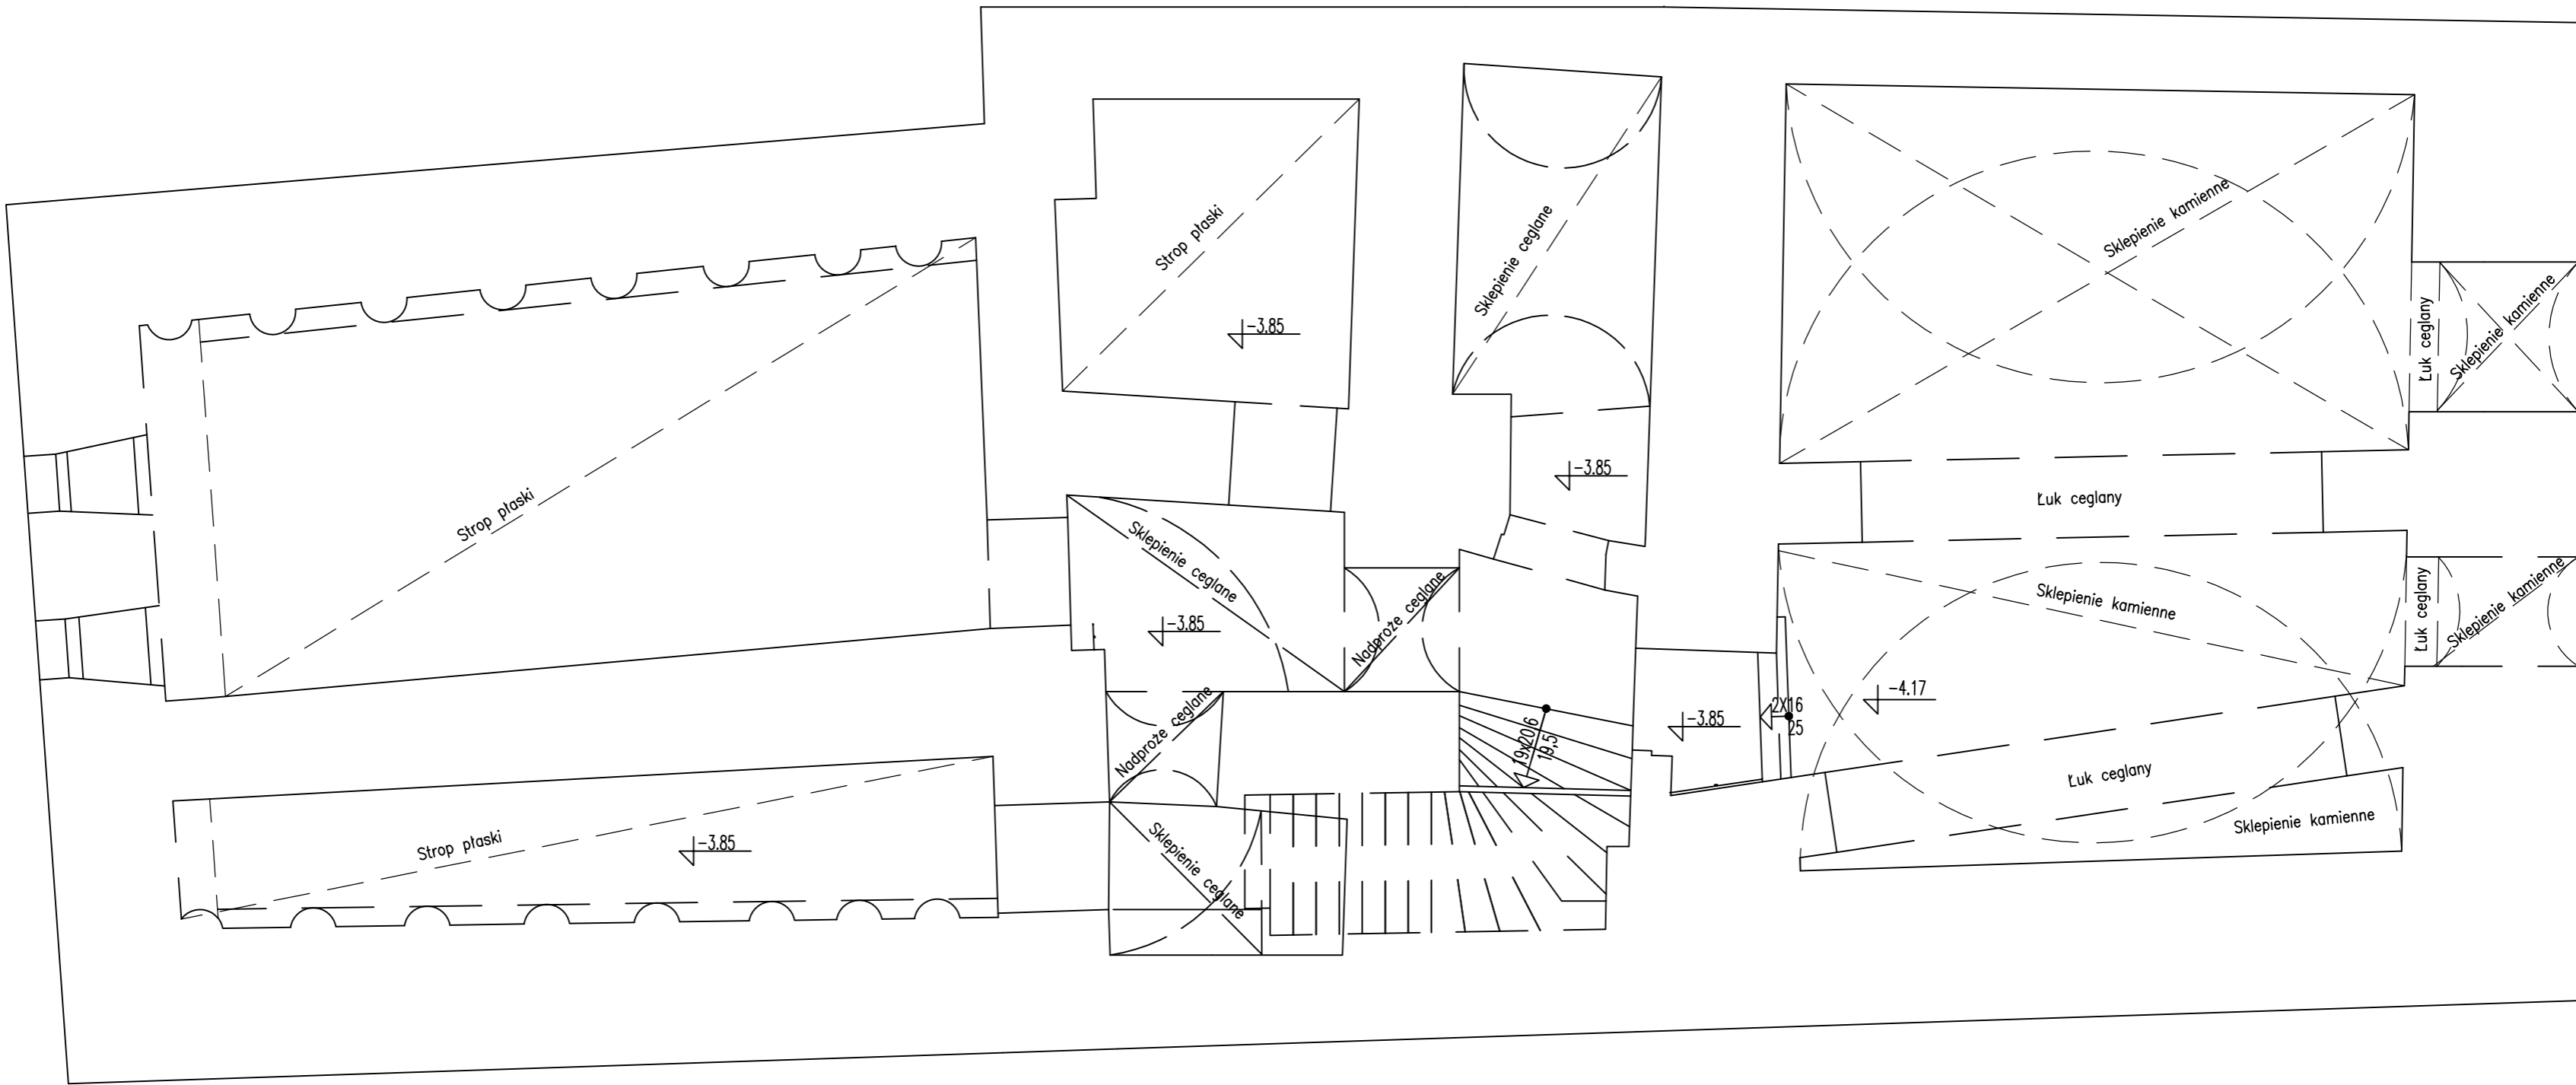 Strop płaski
Sklepienie ceglane
Sklepienie kamienne
-3.85
Łuk ceglany
Sklepienie kamienne
-3.85
Łuk ceglany
Strop płaski
Sklepienie ceglane
-3.85
Nadproże ceglane
Sklepienie kamienne
Łuk ceglany
Sklepienie kamienne
-4.17
Nadproże ceglane
19x20,6
19,5
-3.85
2X16
25
Łuk ceglany
Strop płaski
-3.85
Sklepienie ceglane
Sklepienie kamienne